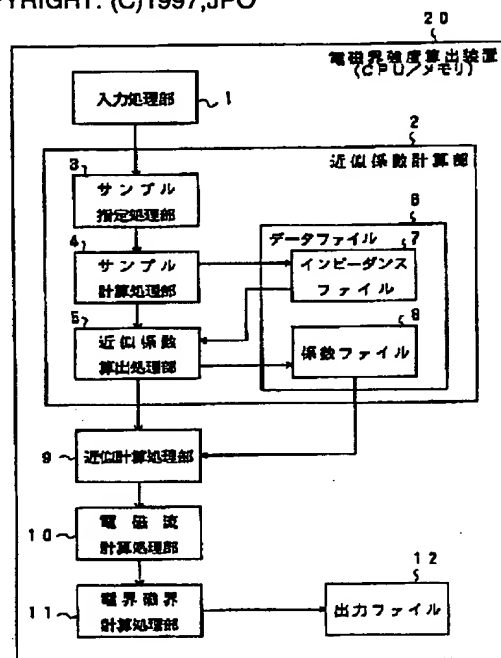 PYRIGHT: (C)1997,JPO
20
電磁界強度算出装置
(CPU/メモリ)
入力処理部
1
2
近似係数計算部
3
サンプル
指定処理部
6
データファイル
4
サンプル
計算処理部
7
インピーダンス
ファイル
5
近似係数
算出処理部
8
係数ファイル
9
近似計算処理部
10
電磁流
計算処理部
11
電界磁界
計算処理部
12
出力ファイル